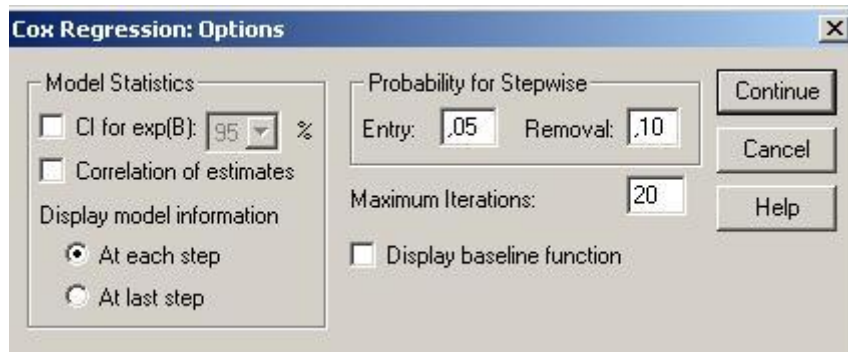 Cox Regression: Options
Model Statistics
CI for exp(B): 95 %
Correlation of estimates
Display model information
At each step
At last step
Probability for Stepwise
Entry: ,05 Removal: ,10
Maximum Iterations: 20
Display baseline function
Continue
Cancel
Help